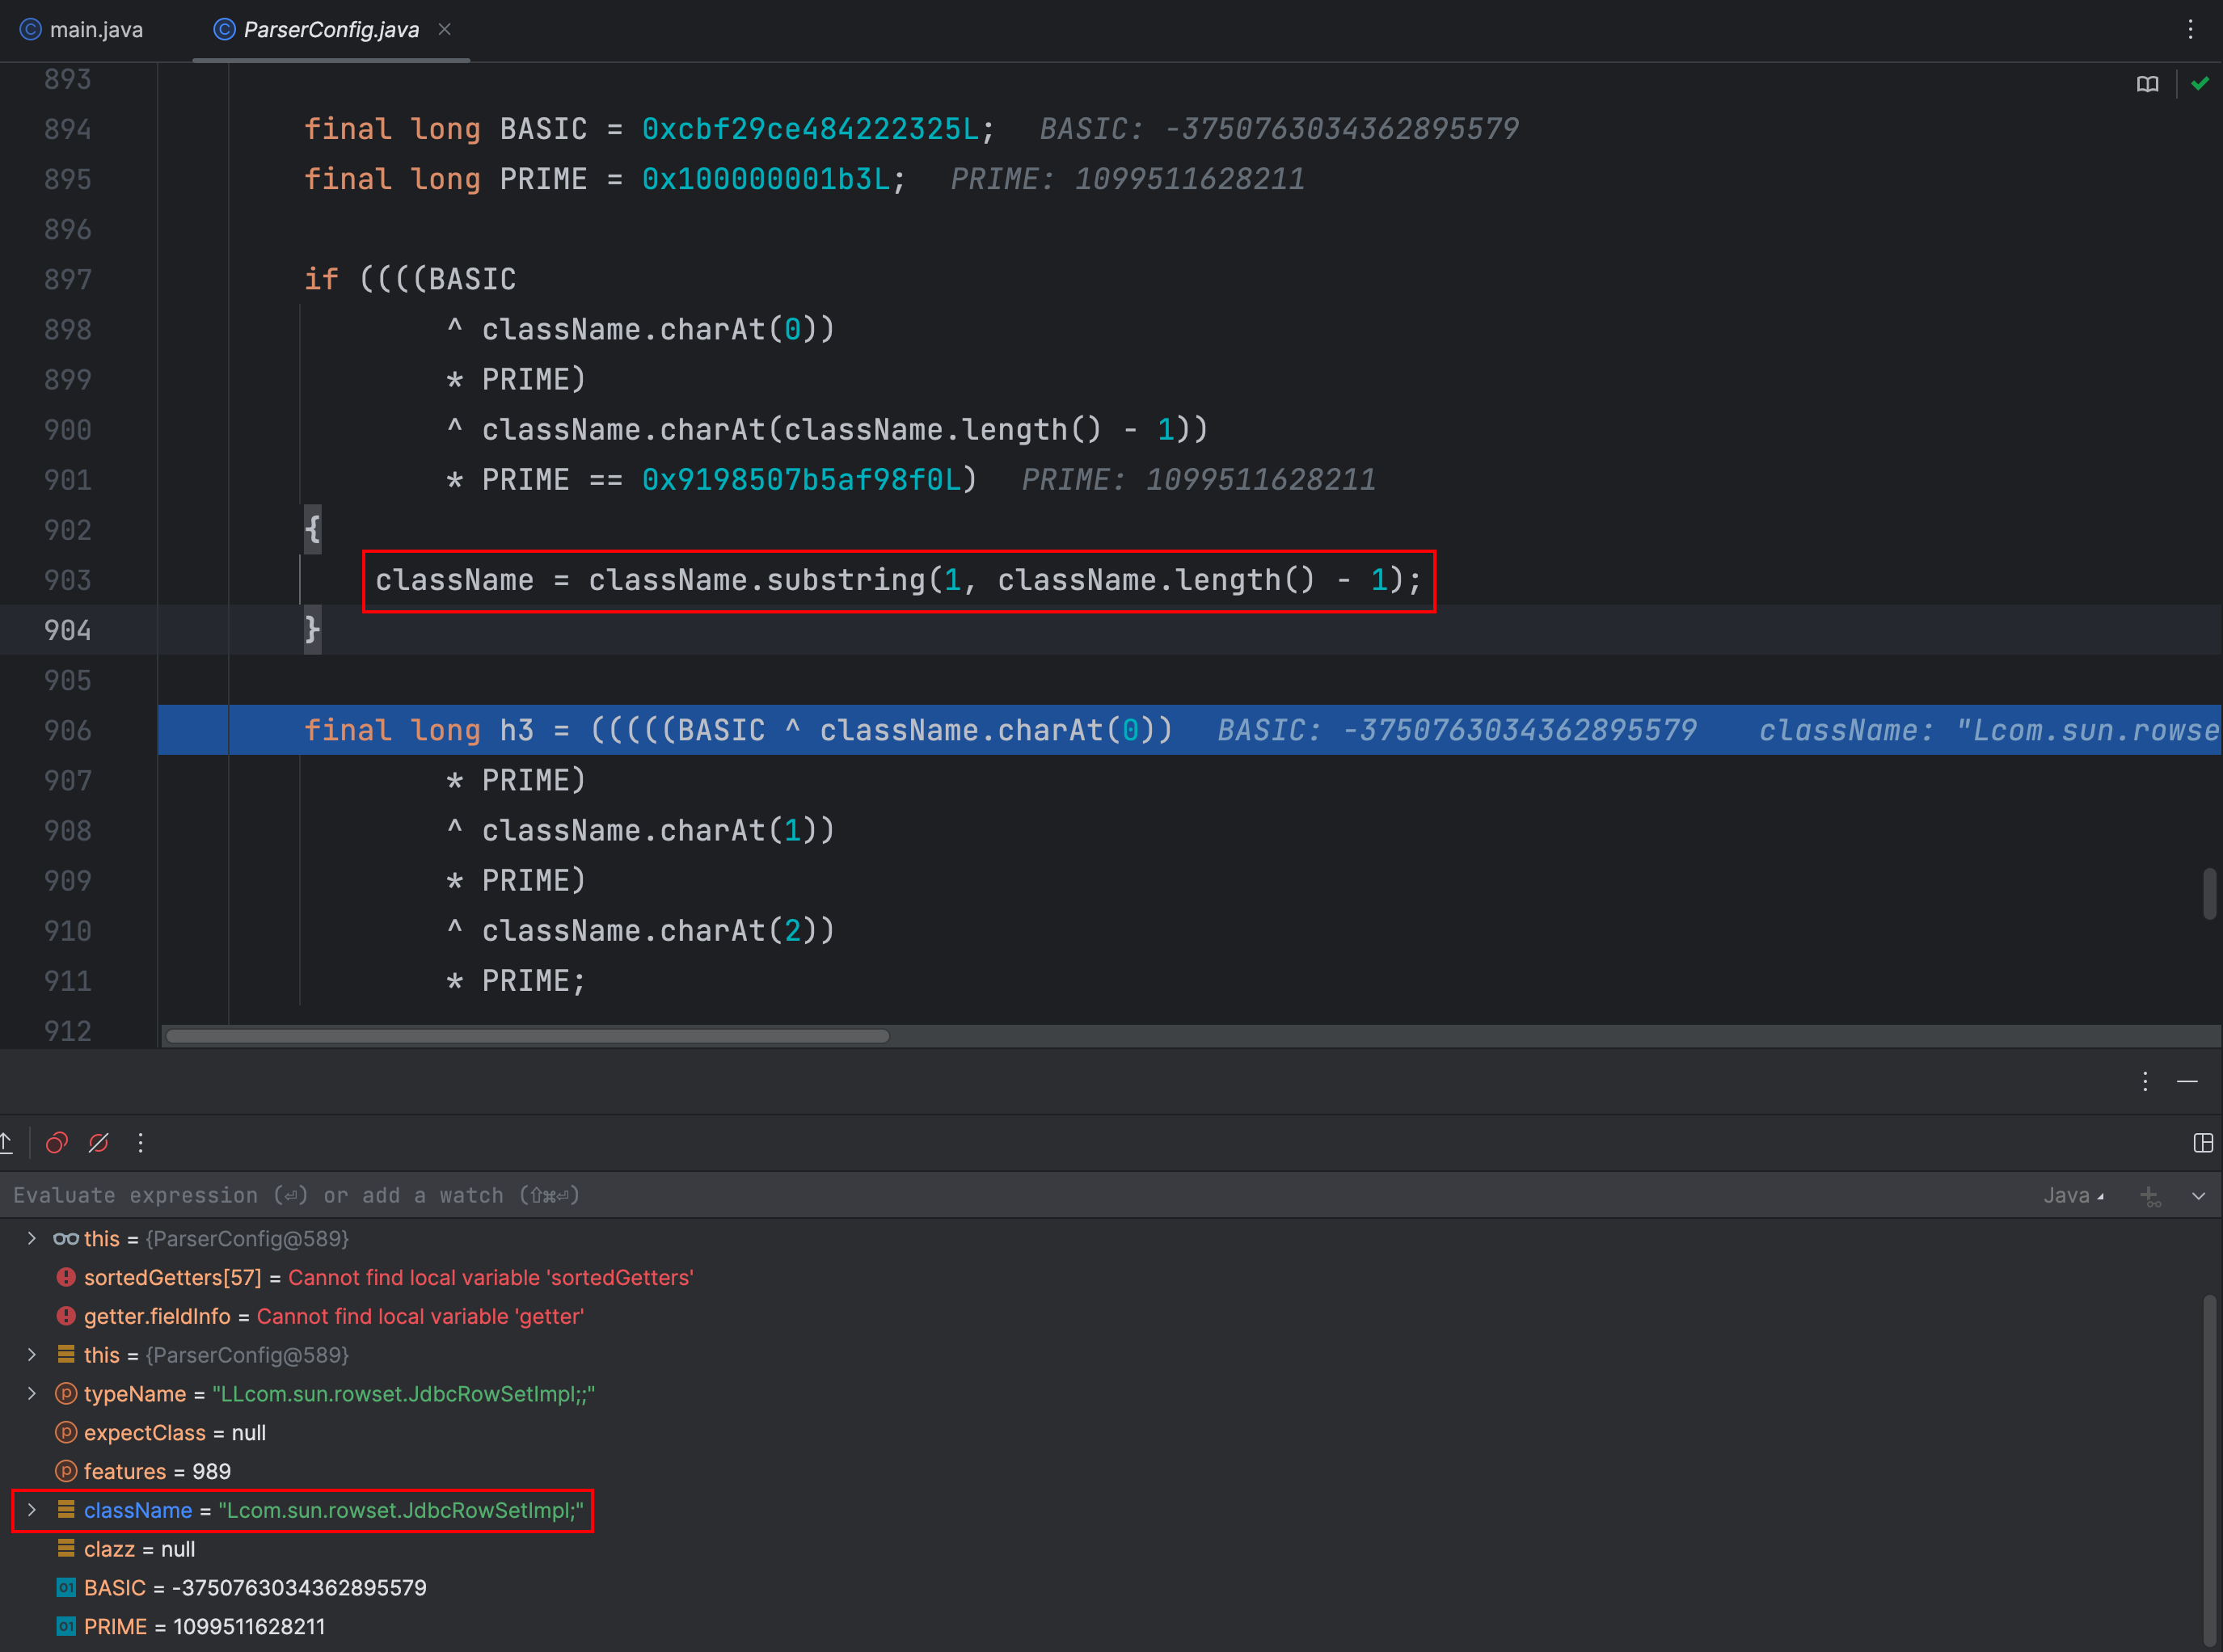 main.java
ParserConfig.java
893
894 final long BASIC = 0xcbf29ce484222325L; BASIC: -3750763034362895579
895 final long PRIME = 0x100000001b3L; PRIME: 1099511628211
896
897 if ((((BASIC
898 ^ className.charAt(0))
899 * PRIME)
900 ^ className.charAt(className.length() - 1))
901 * PRIME == 0x9198507b5af98f0L) PRIME: 1099511628211
902 {
903 className = className.substring(1, className.length() - 1);
904 }
905
906 final long h3 = (((((BASIC ^ className.charAt(0)) BASIC: -3750763034362895579 className: "Lcom.sun.rowse
907 * PRIME)
908 ^ className.charAt(1))
909 * PRIME)
910 ^ className.charAt(2))
911 * PRIME;
912
Evaluate expression (⏎) or add a watch (⇧⌘⏎) Java
this = {ParserConfig@589}
sortedGetters[57] = Cannot find local variable 'sortedGetters'
getter.fieldInfo = Cannot find local variable 'getter'
this = {ParserConfig@589}
typeName = "LLcom.sun.rowset.JdbcRowSetImpl;;"
expectClass = null
features = 989
className = "Lcom.sun.rowset.JdbcRowSetImpl;"
clazz = null
BASIC = -3750763034362895579
PRIME = 1099511628211